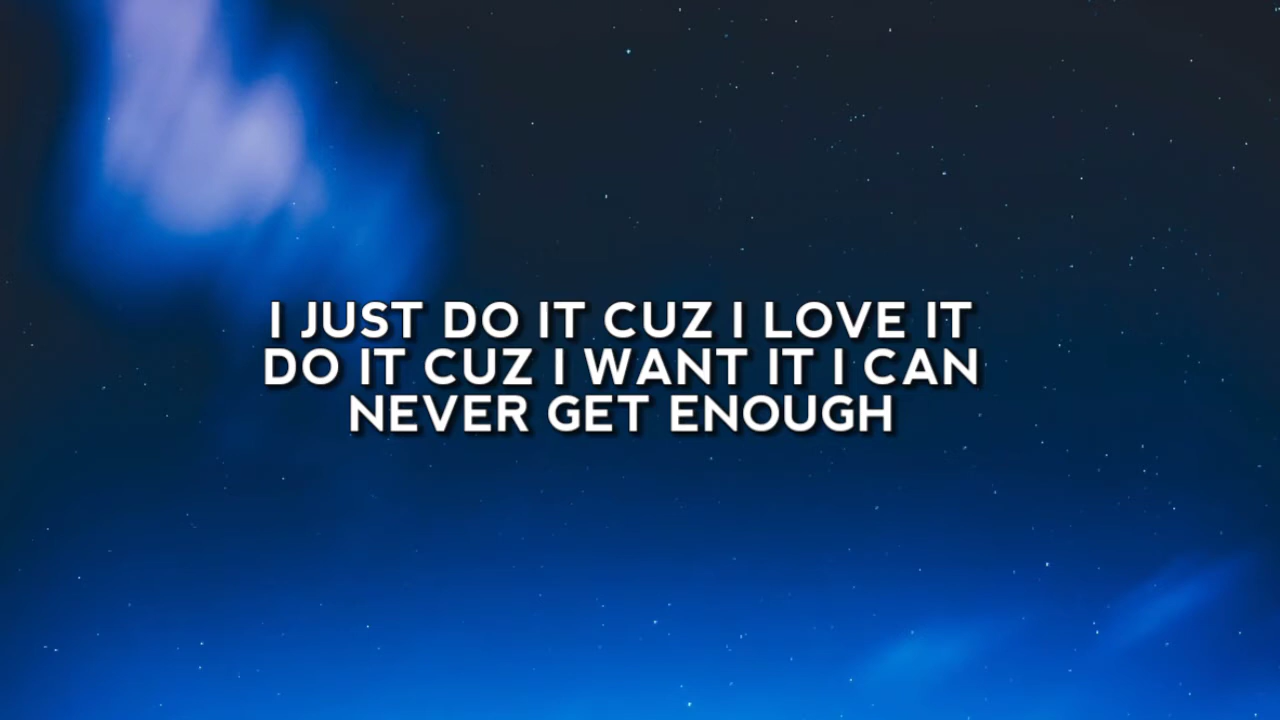 I JUST DO IT CUZ I LOVE IT
DO IT CUZ I WANT IT I CAN
NEVER GET ENOUGH